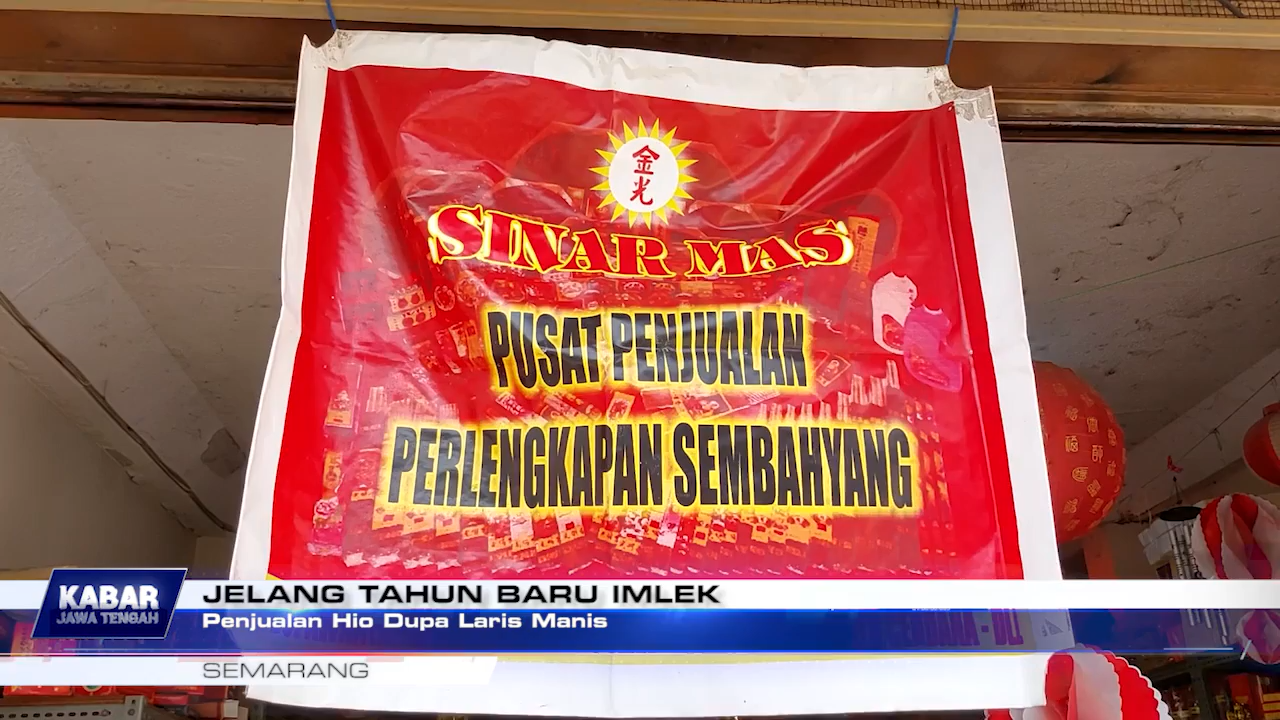 金光
SINAR MAS
PUSAT PENJUALAN
PERLENGKAPAN SEMBAHYANG
KABAR
JAWA TENGAH
JELANG TAHUN BARU IMLEK
Penjualan Hio Dupa Laris Manis
SEMARANG